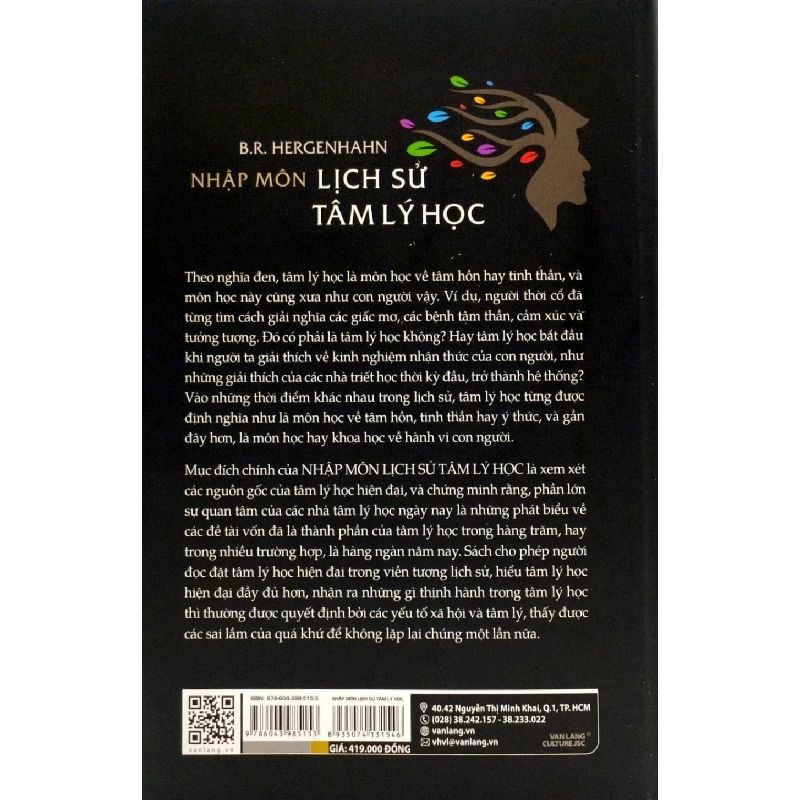 B.R. HERGENHAHN
NHẬP MÔN LỊCH SỬ
TÂM LÝ HỌC
Theo nghĩa đen, tâm lý học là môn học về tâm hồn hay tinh thần, và
môn học này cũng xưa như con người vậy. Ví dụ, người thời cổ đã
từng tìm cách giải nghĩa các giấc mơ, các bệnh tâm thần, cảm xúc và
tưởng tượng. Đó có phải là tâm lý học không? Hay tâm lý học bắt đầu
khi người ta giải thích về kinh nghiệm nhận thức của con người, như
những giải thích của các nhà triết học thời kỳ đầu, trở thành hệ thống?
Vào những thời điểm khác nhau trong lịch sử, tâm lý học từng được
định nghĩa như là môn học về tâm hồn, tinh thần hay ý thức, và gần
đây hơn, là môn học hay khoa học về hành vi con người.
Mục đích chính của NHẬP MÔN LỊCH SỬ TÂM LÝ HỌC là xem xét
các nguồn gốc của tâm lý học hiện đại, và chứng minh rằng, phần lớn
sự quan tâm của các nhà tâm lý học ngày nay là những phát biểu về
các đề tài vốn đã là thành phần của tâm lý học trong hàng trăm, hay
trong nhiều trường hợp, là hàng ngàn năm nay. Sách cho phép người
đọc đặt tâm lý học hiện đại trong viễn tượng lịch sử, hiểu tâm lý học
hiện đại đầy đủ hơn, nhận ra những gì thịnh hành trong tâm lý học
thì thường được quyết định bởi các yếu tố xã hội và tâm lý, thấy được
các sai lầm của quá khứ để không lặp lại chúng một lần nữa.
ISBN: 978-604-398-515-3
NHẬP MÔN LỊCH SỬ TÂM LÝ HỌC
9 786043 985153
8 935074 131546
GIÁ: 419.000 ĐỒNG
vanlang.vn
40.42 Nguyễn Thị Minh Khai, Q.1, TP. HCM
(028) 38.242.157 - 38.233.022
vanlang.vn
vhvl@vanlang.vn
VAN LANG ®
CULTURE JSC